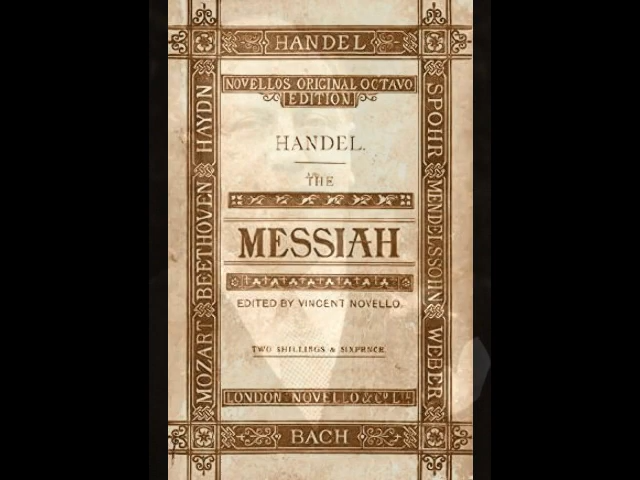 HANDEL
NOVELLOS ORIGINAL OCTAVO
EDITION
HANDEL.
THE
MESSIAH
EDITED BY VINCENT NOVELLO.
TWO SHILLINGS & SIXPENCE.
LONDON NOVELLO & CO LTD
BACH
MOZART BEETHOVEN HAYDN
SPOHR MENDELSSOHN WEBER